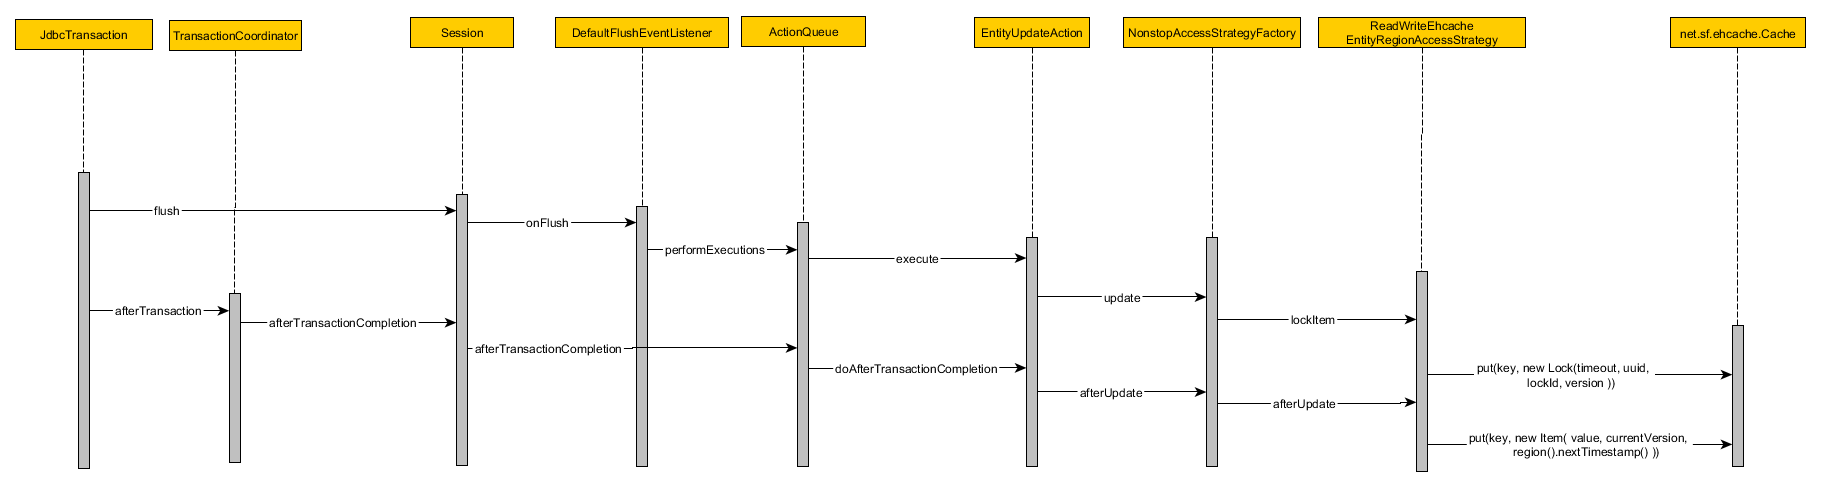 JdbcTransaction
TransactionCoordinator
Session
DefaultFlushEventListener
ActionQueue
EntityUpdateAction
NonstopAccessStrategyFactory
ReadWriteEhcache
EntityRegionAccessStrategy
net.sf.ehcache.Cache
flush
onFlush
performExecutions
execute
update
afterTransaction
afterTransactionCompletion
lockItem
afterTransactionCompletion
doAfterTransactionCompletion
put(key, new Lock(timeout, uuid,
lockId, version ))
afterUpdate
afterUpdate
put(key, new Item( value, currentVersion,
region().nextTimestamp() ))